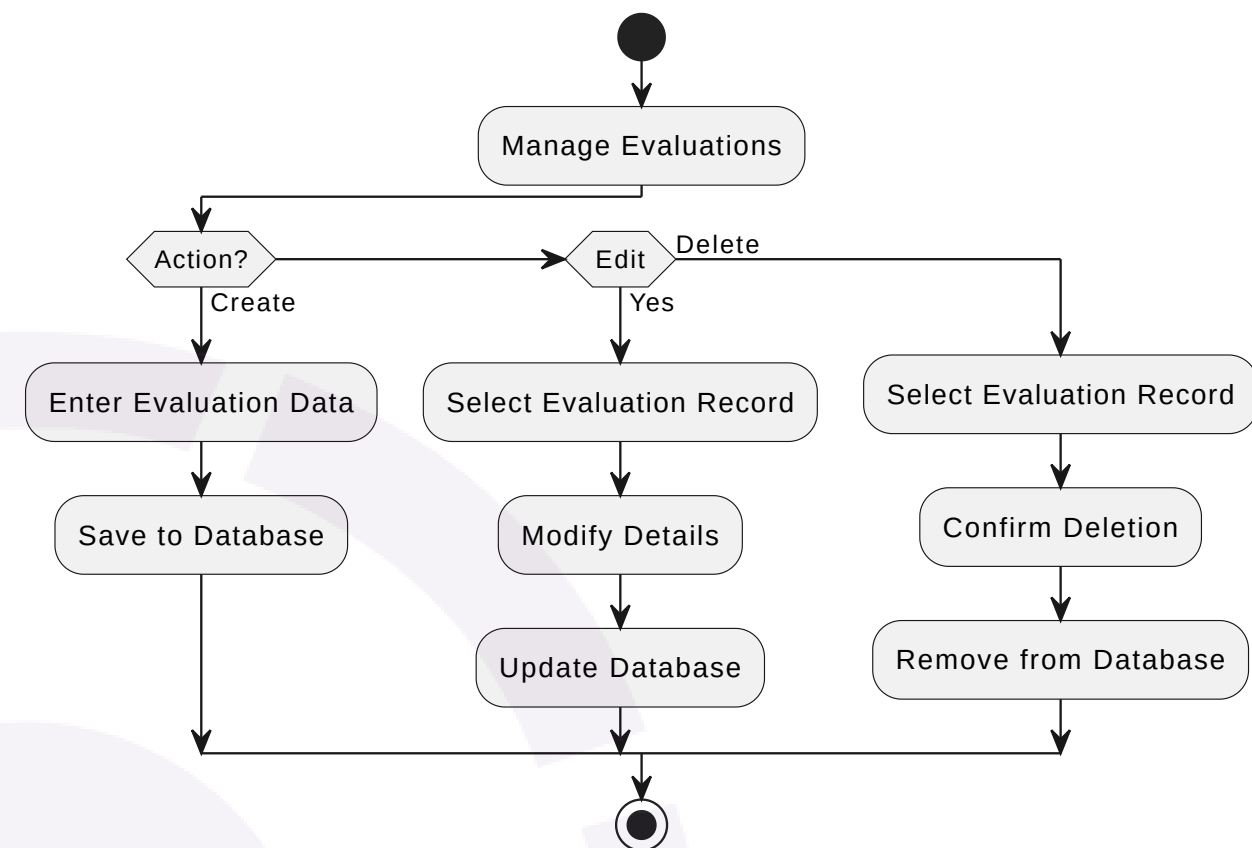 Manage Evaluations
Action?
Edit
Delete
Create
Yes
Enter Evaluation Data
Select Evaluation Record
Select Evaluation Record
Save to Database
Modify Details
Confirm Deletion
Update Database
Remove from Database